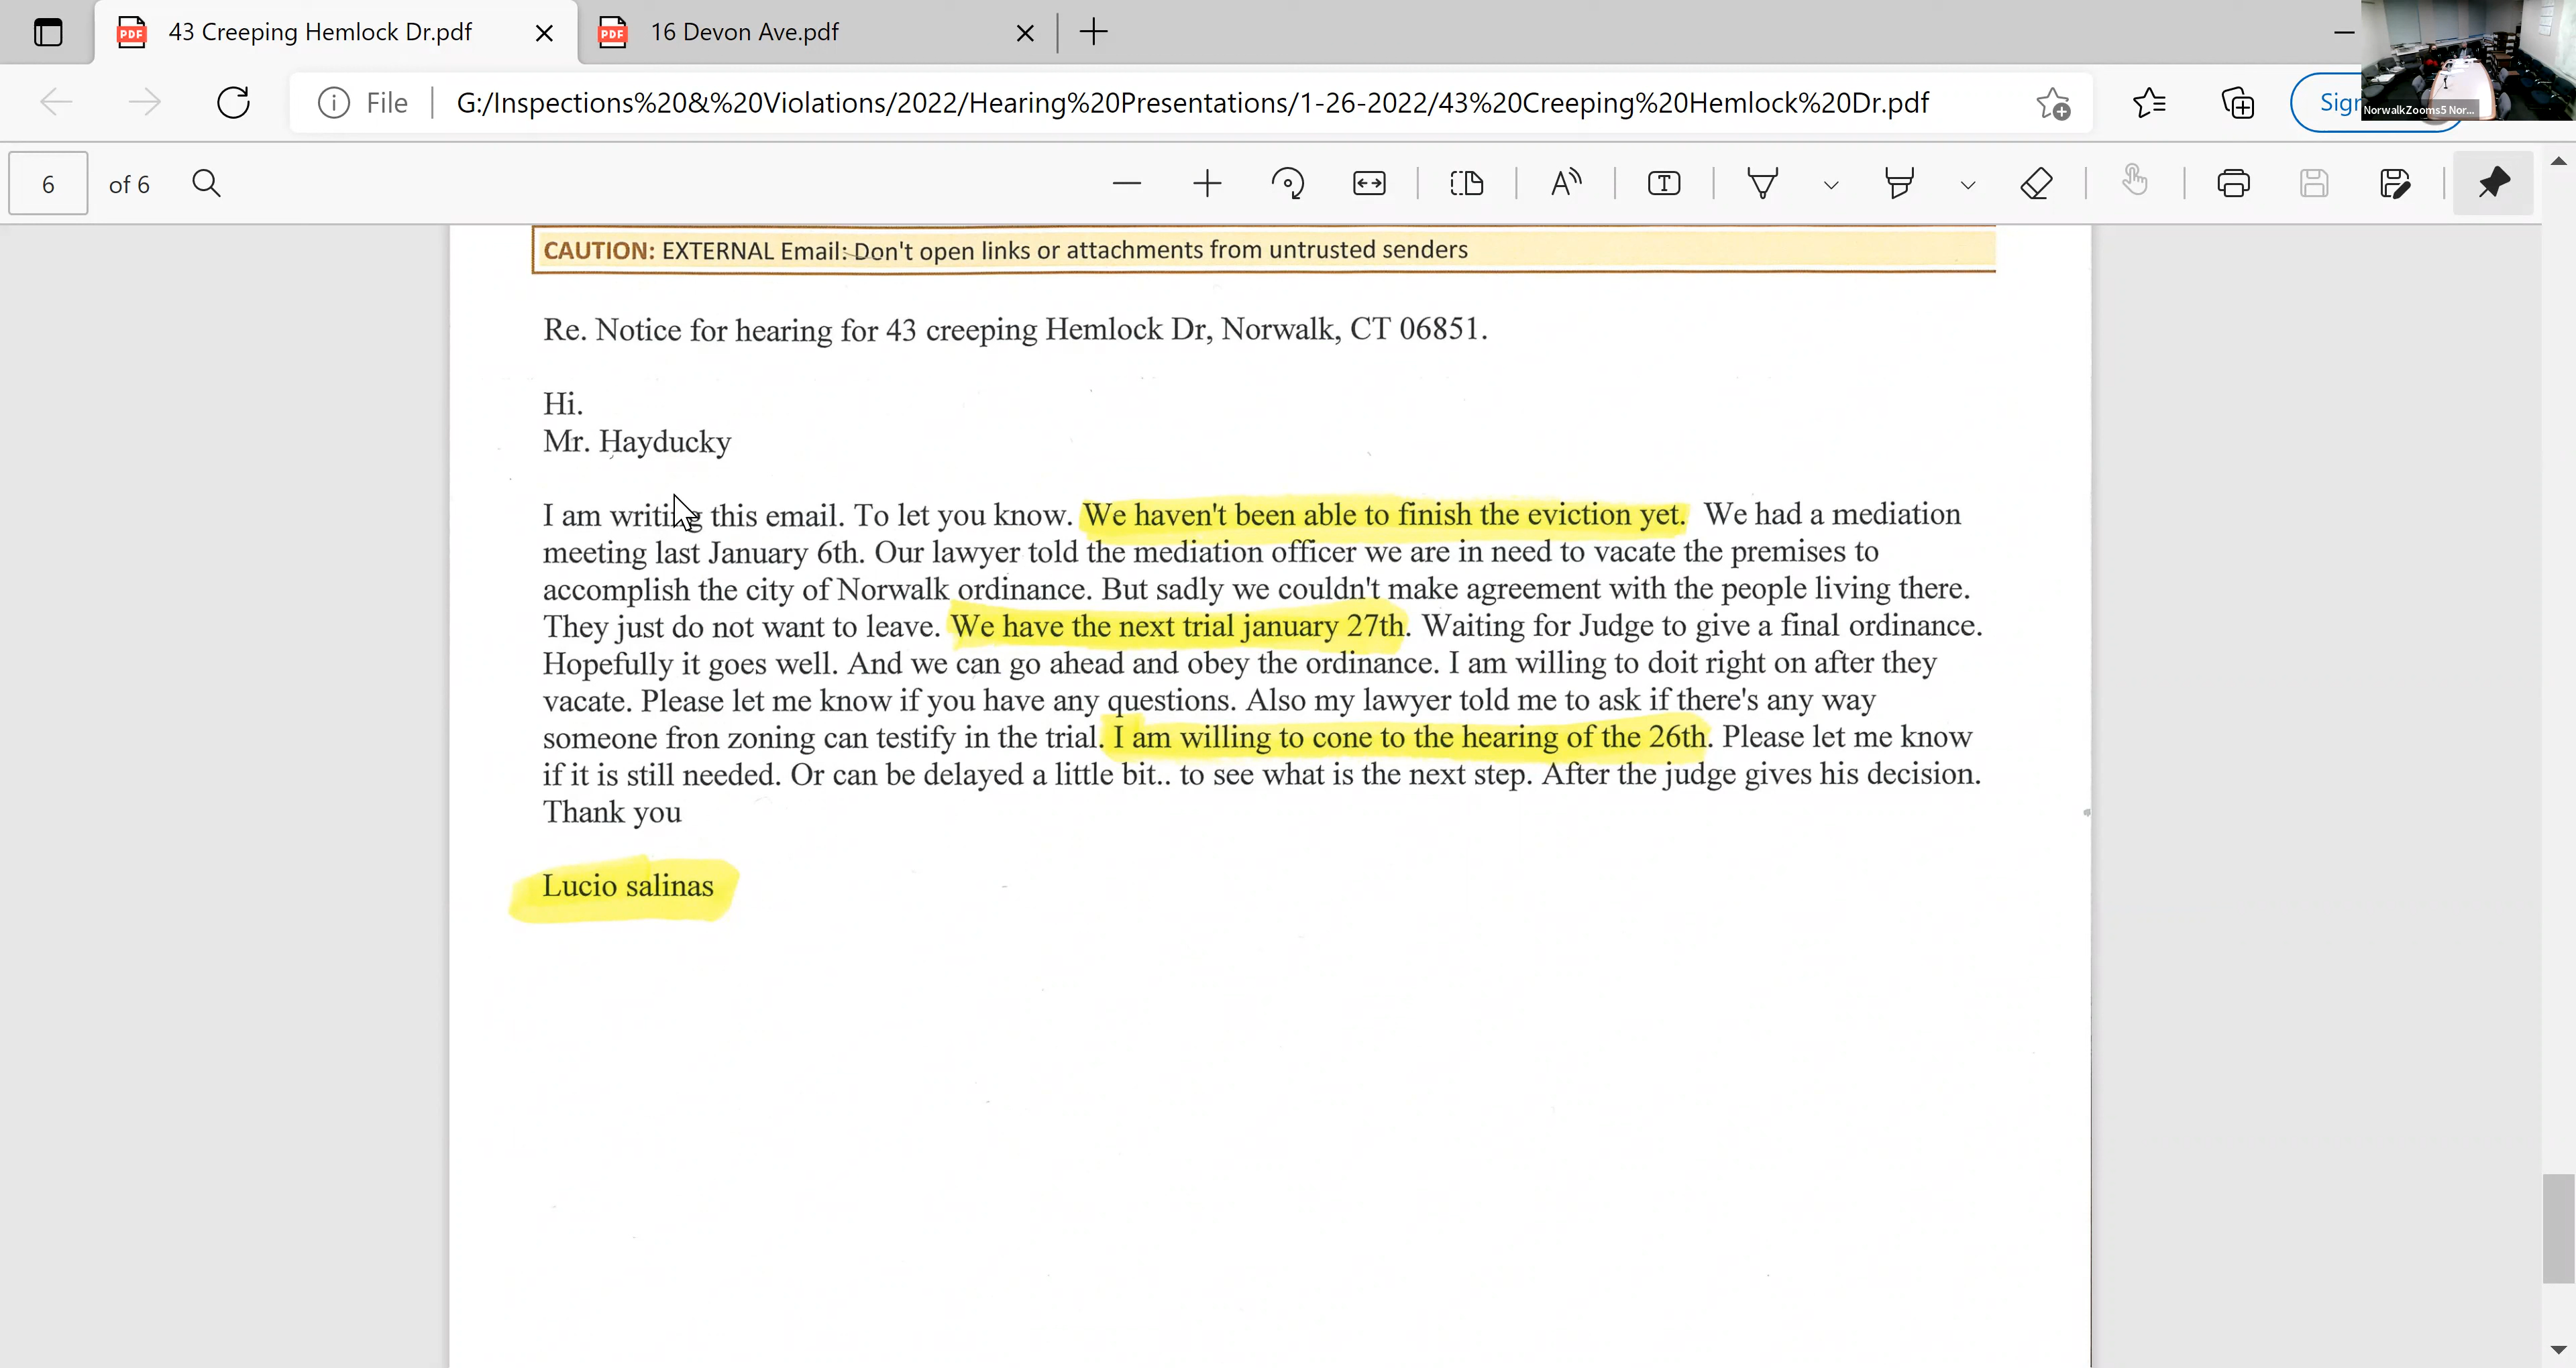 43 Creeping Hemlock Dr.pdf
16 Devon Ave.pdf
File
G:/Inspections%20&%20Violations/2022/Hearing%20Presentations/1-26-2022/43%20Creeping%20Hemlock%20Dr.pdf
Sign
NorwalkZooms5 Nor...
6 of 6
CAUTION: EXTERNAL Email: Don't open links or attachments from untrusted senders
Re. Notice for hearing for 43 creeping Hemlock Dr, Norwalk, CT 06851.
Hi.
Mr. Hayducky
I am writing this email. To let you know. We haven't been able to finish the eviction yet. We had a mediation
meeting last January 6th. Our lawyer told the mediation officer we are in need to vacate the premises to
accomplish the city of Norwalk ordinance. But sadly we couldn't make agreement with the people living there.
They just do not want to leave. We have the next trial january 27th. Waiting for Judge to give a final ordinance.
Hopefully it goes well. And we can go ahead and obey the ordinance. I am willing to doit right on after they
vacate. Please let me know if you have any questions. Also my lawyer told me to ask if there's any way
someone fron zoning can testify in the trial. I am willing to cone to the hearing of the 26th. Please let me know
if it is still needed. Or can be delayed a little bit.. to see what is the next step. After the judge gives his decision.
Thank you
Lucio salinas